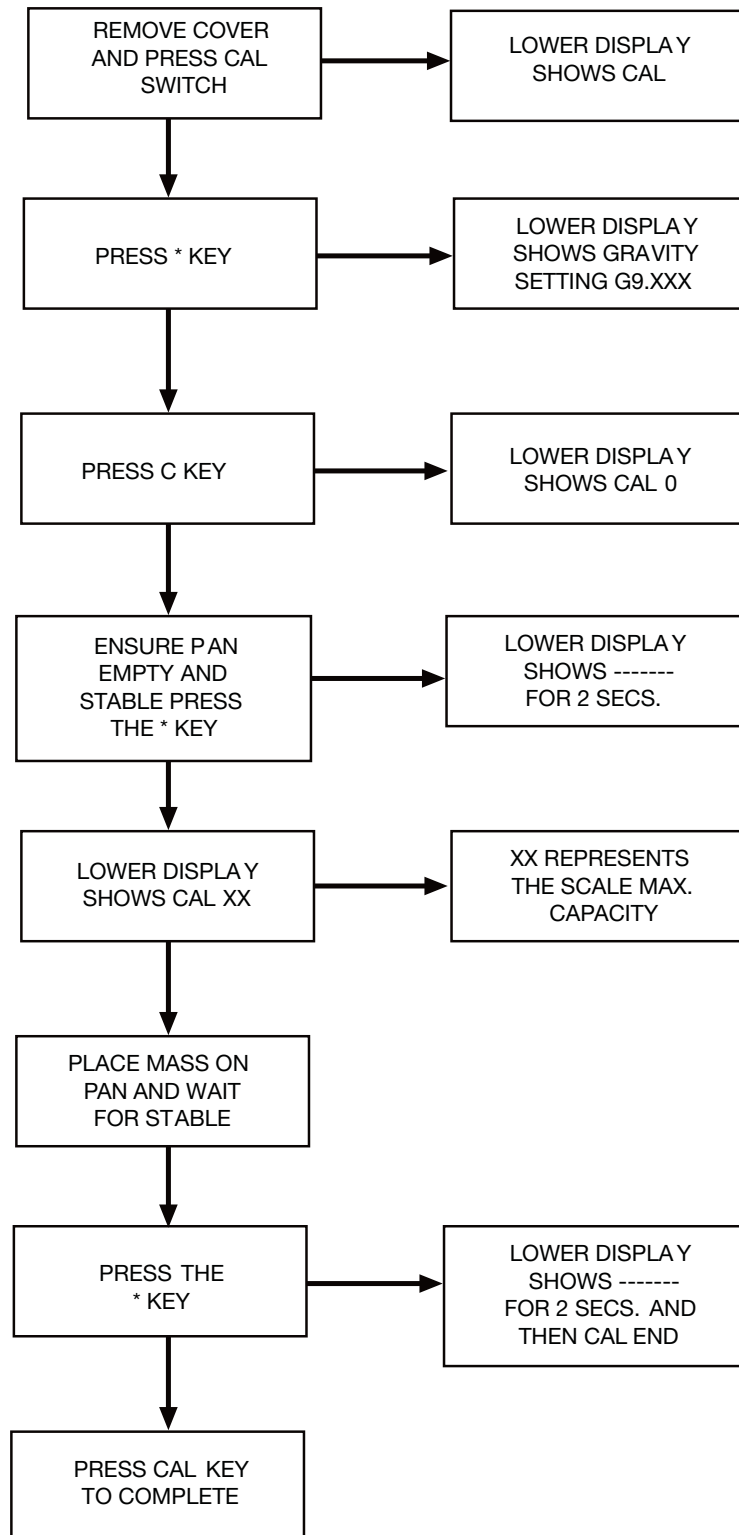 REMOVE COVER
AND PRESS CAL
SWITCH
LOWER DISPLAY
SHOWS CAL
PRESS * KEY
LOWER DISPLAY
SHOWS GRAVITY
SETTING G9.XXX
PRESS C KEY
LOWER DISPLAY
SHOWS CAL 0
ENSURE PAN
EMPTY AND
STABLE PRESS
THE * KEY
LOWER DISPLAY
SHOWS -------
FOR 2 SECS.
LOWER DISPLAY
SHOWS CAL XX
XX REPRESENTS
THE SCALE MAX.
CAPACITY
PLACE MASS ON
PAN AND WAIT
FOR STABLE
PRESS THE
* KEY
LOWER DISPLAY
SHOWS -------
FOR 2 SECS. AND
THEN CAL END
PRESS CAL KEY
TO COMPLETE